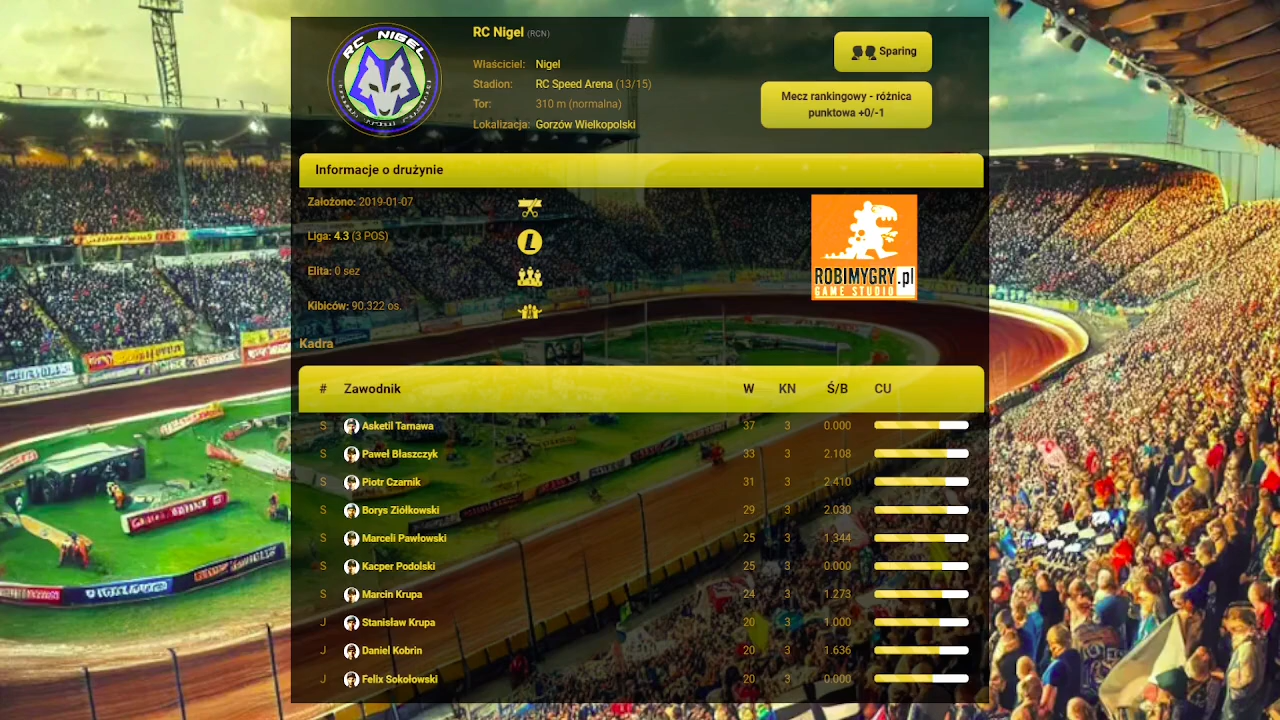 RC NIGEL
RC Nigel (RCN)
Właściciel: Nigel
Stadion: RC Speed Arena (13/15)
Tor: 310 m (normalna)
Lokalizacja: Gorzów Wielkopolski
Sparing
Mecz rankingowy - różnica
punktowa +0/-1
Informacje o drużynie
Założono: 2019-01-07
Liga: 4.3 (3 POS)
L
Elita: 0 sez
Kibiców: 90.322 os.
ROBIMYGRY.pl
GAME STUDIO
Kadra
# Zawodnik W KN Ś/B CU
S Asketil Tarnawa 37 3 0.000
S Paweł Błaszczyk 33 3 2.108
S Piotr Czarnik 31 3 2.410
S Borys Ziółkowski 29 3 2.030
S Marceli Pawłowski 25 3 1.344
S Kacper Podolski 25 3 0.000
S Marcin Krupa 24 3 1.273
J Stanisław Krupa 20 3 1.000
J Daniel Kobrin 20 3 1.636
J Felix Sokołowski 20 3 0.000